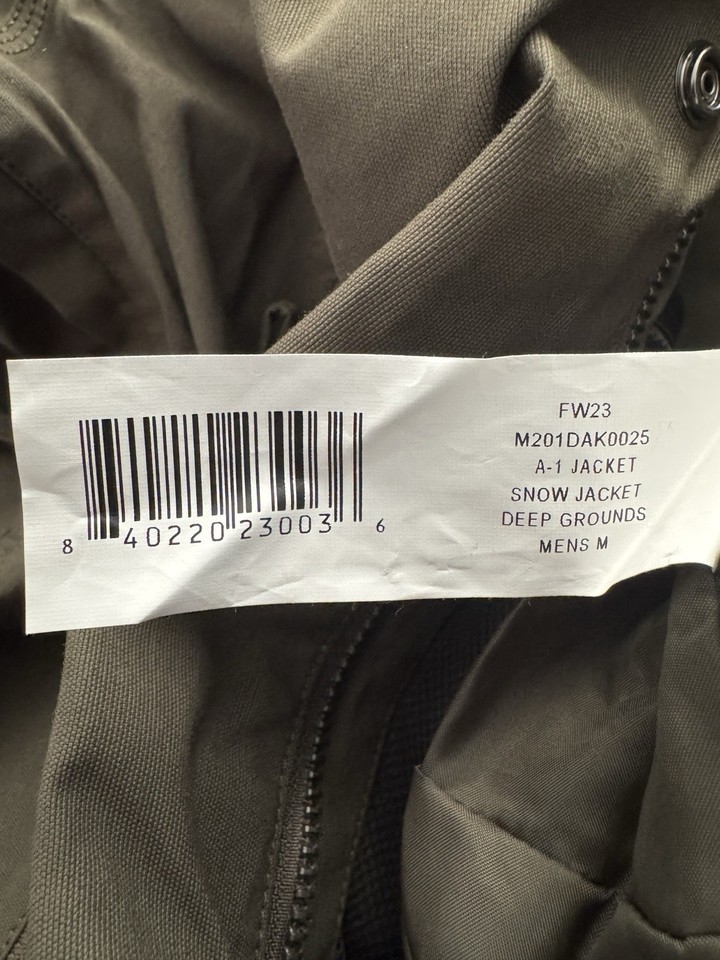 8 40220 23003 6
FW23
M201DAK0025
A-1 JACKET
SNOW JACKET
DEEP GROUNDS
MENS M